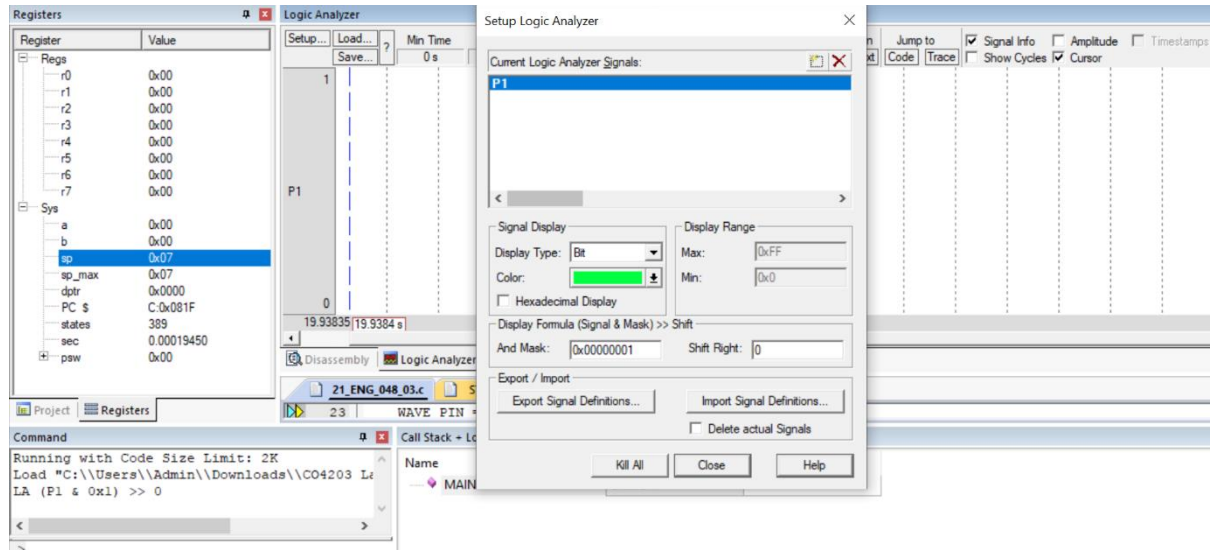 Registers
Register Value
Regs
r0 0x00
r1 0x00
r2 0x00
r3 0x00
r4 0x00
r5 0x00
r6 0x00
r7 0x00
Sys
a 0x00
b 0x00
sp 0x07
sp_max 0x07
dptr 0x0000
PC $ C:0x081F
states 389
sec 0.00019450
psw 0x00
Project Registers
Logic Analyzer
Setup... Load... ? Min Time
Save... 0 s
1
P1
0
19.93835 19.9384 s
Disassembly Logic Analyzer
21_ENG_048_03.c S
23 WAVE PIN =
Setup Logic Analyzer
Current Logic Analyzer Signals:
P1
Signal Display
Display Type: Bit
Color:
Hexadecimal Display
Display Range
Max: 0xFF
Min: 0x0
Display Formula (Signal & Mask) >> Shift
And Mask: 0x00000001 Shift Right: 0
Export / Import
Export Signal Definitions... Import Signal Definitions...
Delete actual Signals
Kill All Close Help
Jump to Signal Info Amplitude Timestamps
Code Trace Show Cycles Cursor
Command
Running with Code Size Limit: 2K
Load "C:\\Users\\Admin\\Downloads\\CO4203 La
LA (P1 & 0x1) >> 0
>
Call Stack + Lo
Name
MAIN